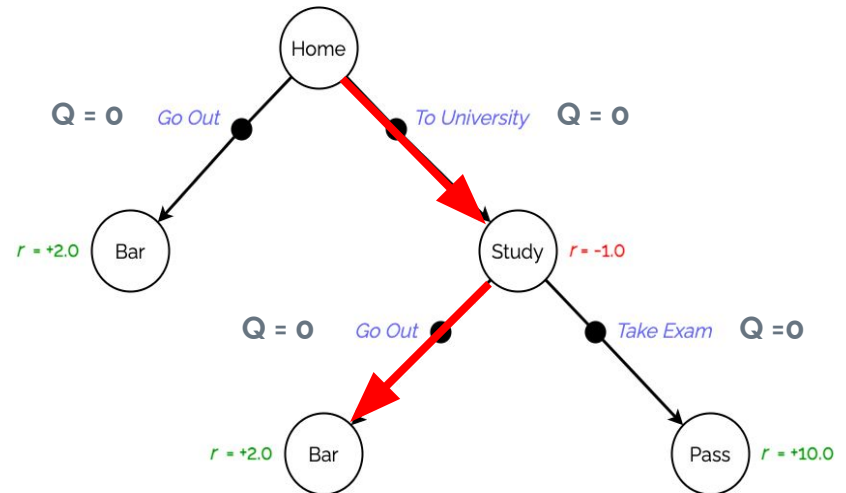 Home
Q = 0 Go Out To University Q = 0
r = +2.0 Bar Study r = -1.0
Q = 0 Go Out Take Exam Q =0
r = +2.0 Bar Pass r = +10.0